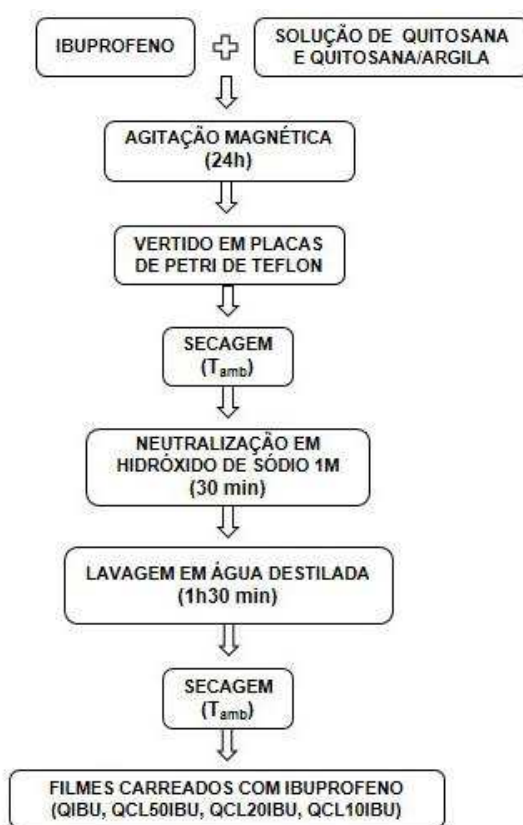 IBUPROFENO
SOLUÇÃO DE QUITOSANA
E QUITOSANA/ARGILA
AGITAÇÃO MAGNÉTICA
(24h)
VERTIDO EM PLACAS
DE PETRI DE TEFLON
SECAGEM
(Tamb)
NEUTRALIZAÇÃO EM
HIDRÓXIDO DE SÓDIO 1M
(30 min)
LAVAGEM EM ÁGUA DESTILADA
(1h30 min)
SECAGEM
(Tamb)
FILMES CARREADOS COM IBUPROFENO
(QIBU, QCL50IBU, QCL20IBU, QCL10IBU)